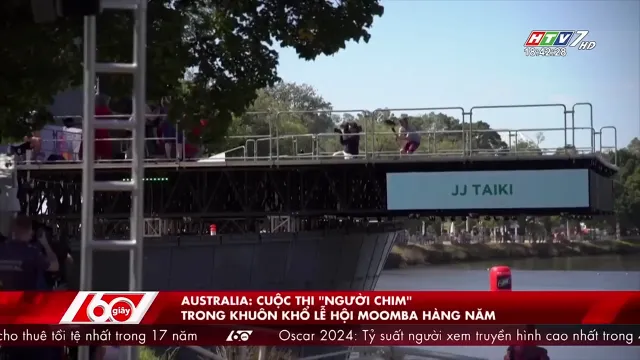 HTV7 HD
18:42:28
JJ TAIKI
60 giây
AUSTRALIA: CUỘC THI "NGƯỜI CHIM"
TRONG KHUÔN KHỔ LỄ HỘI MOOMBA HÀNG NĂM
cho thuê tồi tệ nhất trong 17 năm 60 giây Oscar 2024: Tỷ suất người xem truyền hình cao nhất trong